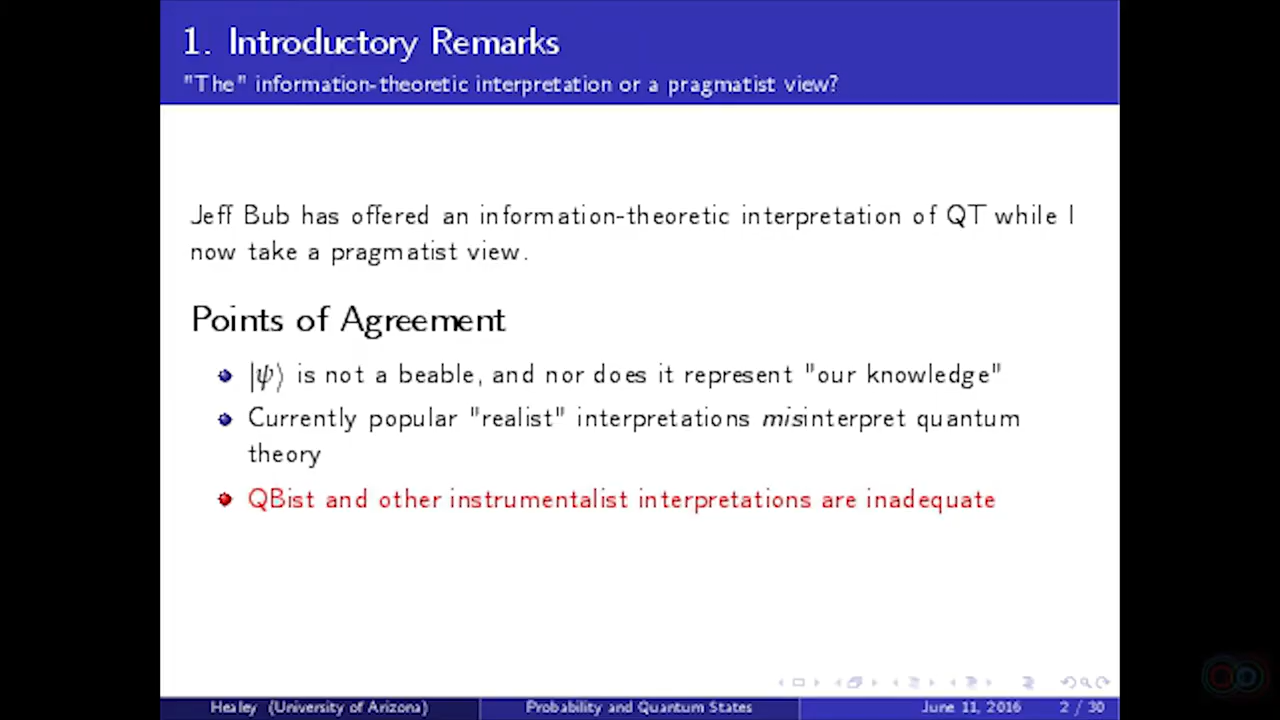 1. Introductory Remarks
"The" information-theoretic interpretation or a pragmatist view?
Jeff Bub has offered an information-theoretic interpretation of QT while I
now take a pragmatist view.
Points of Agreement
|ψ⟩ is not a beable, and nor does it represent "our knowledge"
Currently popular "realist" interpretations misinterpret quantum
theory
QBist and other instrumentalist interpretations are inadequate
Healey (University of Arizona) Probability and Quantum States June 11, 2016 2 / 30